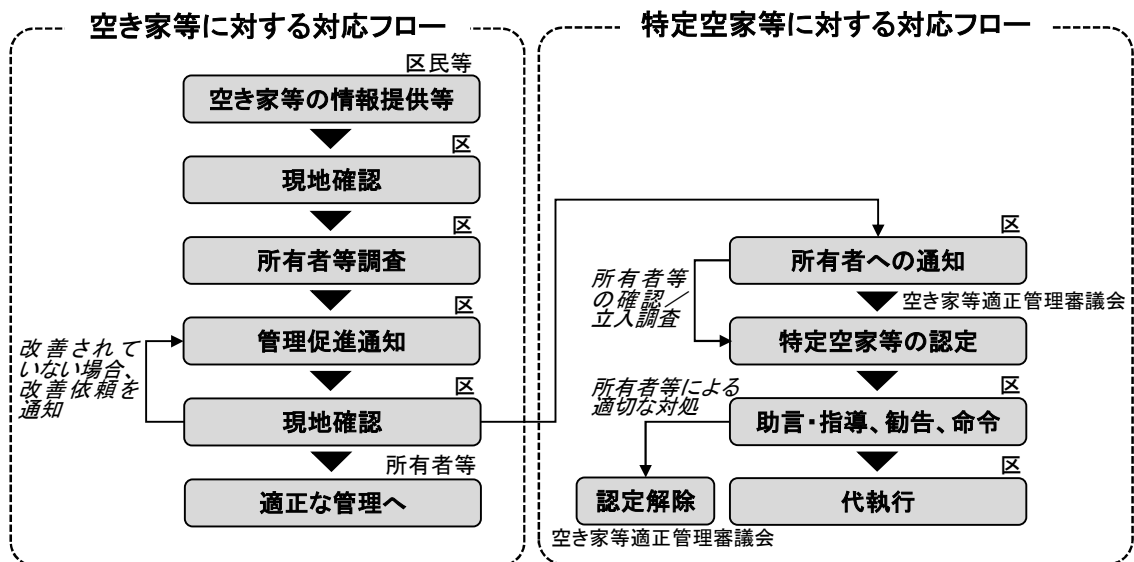 空き家等に対する対応フロー
区民等
空き家等の情報提供等
区
現地確認
区
所有者等調査
区
管理促進通知
改善されて
いない場合、
改善依頼を
通知
区
現地確認
所有者等
適正な管理へ
特定空家等に対する対応フロー
区
所有者への通知
所有者等
の確認／
立入調査
空き家等適正管理審議会
特定空家等の認定
所有者等による
適切な対処
区
助言・指導、勧告、命令
区
認定解除
代執行
空き家等適正管理審議会